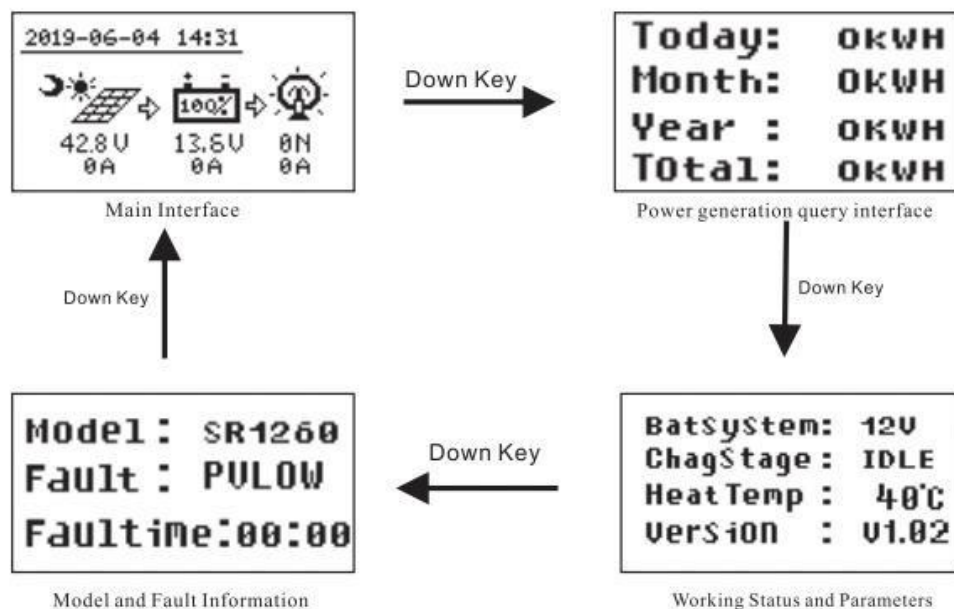 2019-06-04 14:31
100%
42.8V 13.6V 0N
0A 0A 0A
Main Interface
Down Key
Today: 0KWH
Month: 0KWH
Year : 0KWH
TOtal: 0KWH
Power generation query interface
Down Key
Down Key
BatSyStem: 12V
ChagStage: IDLE
HeatTemp : 40°C
VerSiON : V1.02
Working Status and Parameters
Down Key
Model: SR1260
Fault: PVLOW
Faultime:00:00
Model and Fault Information